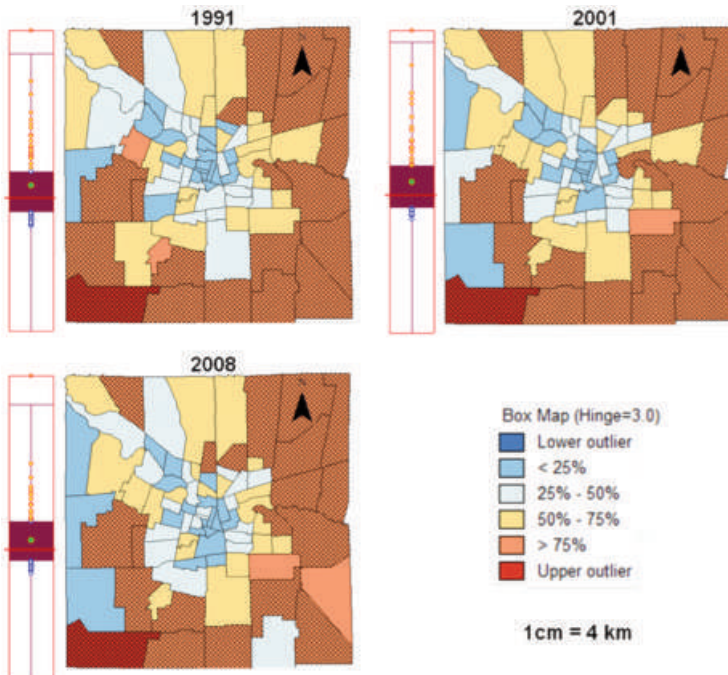 1991
2001
2008
Box Map (Hinge=3.0)
Lower outlier
< 25%
25% - 50%
50% - 75%
> 75%
Upper outlier
1cm = 4 km